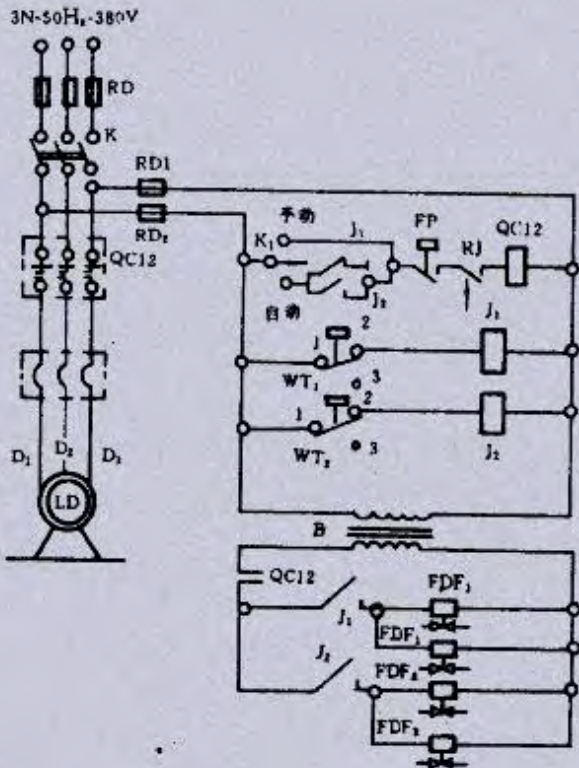 3N-50Hz-380V
RD
K
RD1
RD₂
QC12
手动
K₁
J₁
FP
RJ
QC12
自动
J₂
J₁
1
2
WT₁
3
1
2
WT₂
3
J₂
D₁
D₂
D₃
LD
B
QC12
J₁
FDF₁
FDF₃
J₂
FDF₄
FDF₂